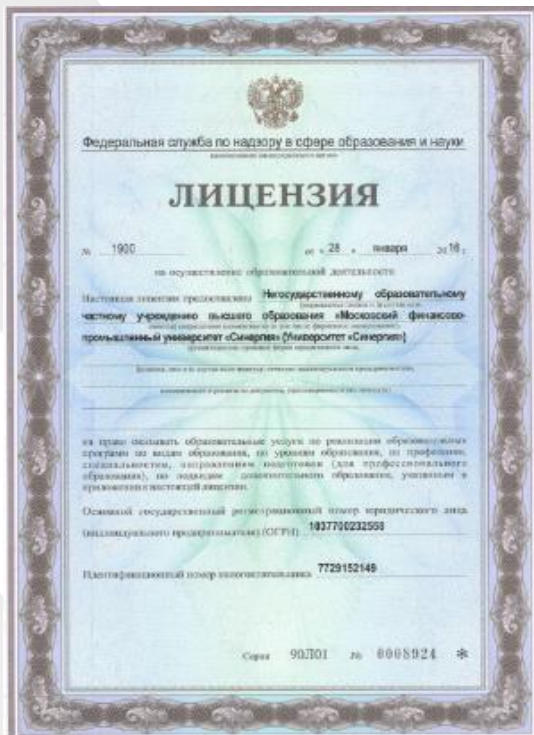 Федеральная служба по надзору в сфере образования и науки
ЛИЦЕНЗИЯ
№ 1900 от « 28 » января 20 16 г.
на осуществление образовательной деятельности
Настоящая лицензия предоставлена Негосударственному образовательному
частному учреждению высшего образования «Московский финансово-
промышленный университет «Синергия» (Университет «Синергия»)
на право оказывать образовательные услуги по реализации образовательных
программ по видам образования, по уровням образования, по профессиям,
специальностям, направлениям подготовки (для профессионального
образования), по подвидам дополнительного образования, указанным в
приложении к настоящей лицензии.
Основной государственный регистрационный номер юридического лица
(индивидуального предпринимателя) (ОГРН) 1037700232558
Идентификационный номер налогоплательщика 7729152149
Серия 90Л01 № 0008924 *